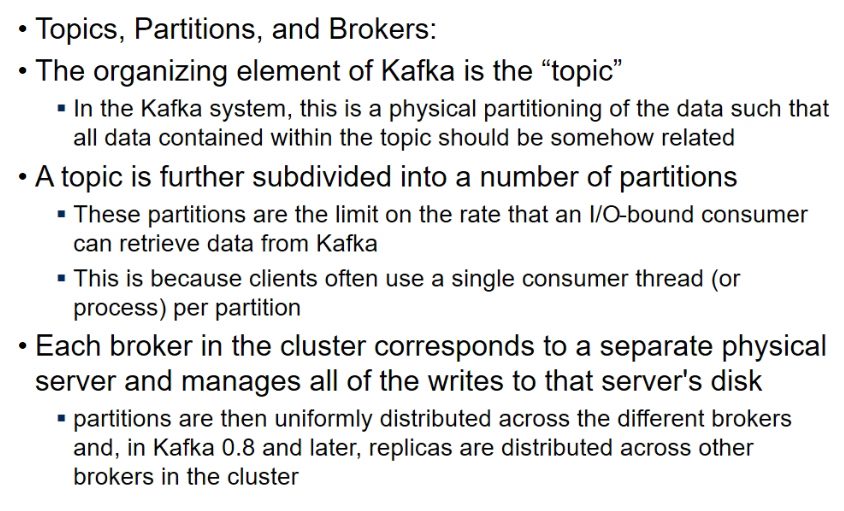 • Topics, Partitions, and Brokers:
• The organizing element of Kafka is the “topic”
▪ In the Kafka system, this is a physical partitioning of the data such that
all data contained within the topic should be somehow related
• A topic is further subdivided into a number of partitions
▪ These partitions are the limit on the rate that an I/O-bound consumer
can retrieve data from Kafka
▪ This is because clients often use a single consumer thread (or
process) per partition
• Each broker in the cluster corresponds to a separate physical
server and manages all of the writes to that server's disk
▪ partitions are then uniformly distributed across the different brokers
and, in Kafka 0.8 and later, replicas are distributed across other
brokers in the cluster